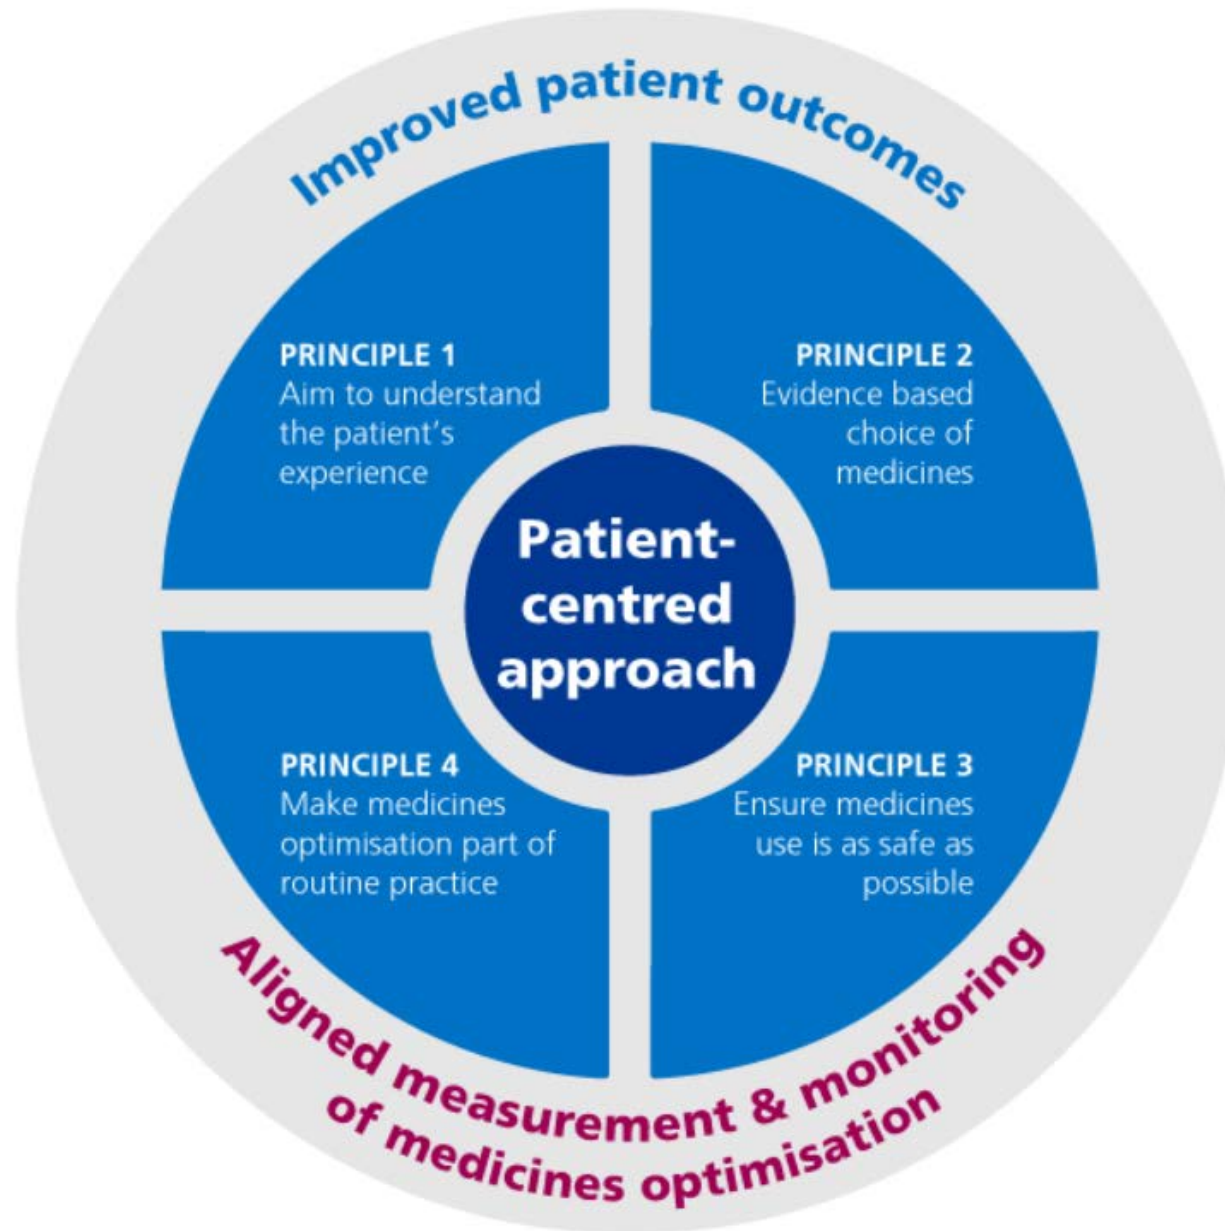 Improved patient outcomes
PRINCIPLE 1
Aim to understand
the patient's
experience
PRINCIPLE 2
Evidence based
choice of
medicines
Patient-
centred
approach
PRINCIPLE 4
Make medicines
optimisation part of
routine practice
PRINCIPLE 3
Ensure medicines
use is as safe as
possible
Aligned measurement & monitoring
of medicines optimisation